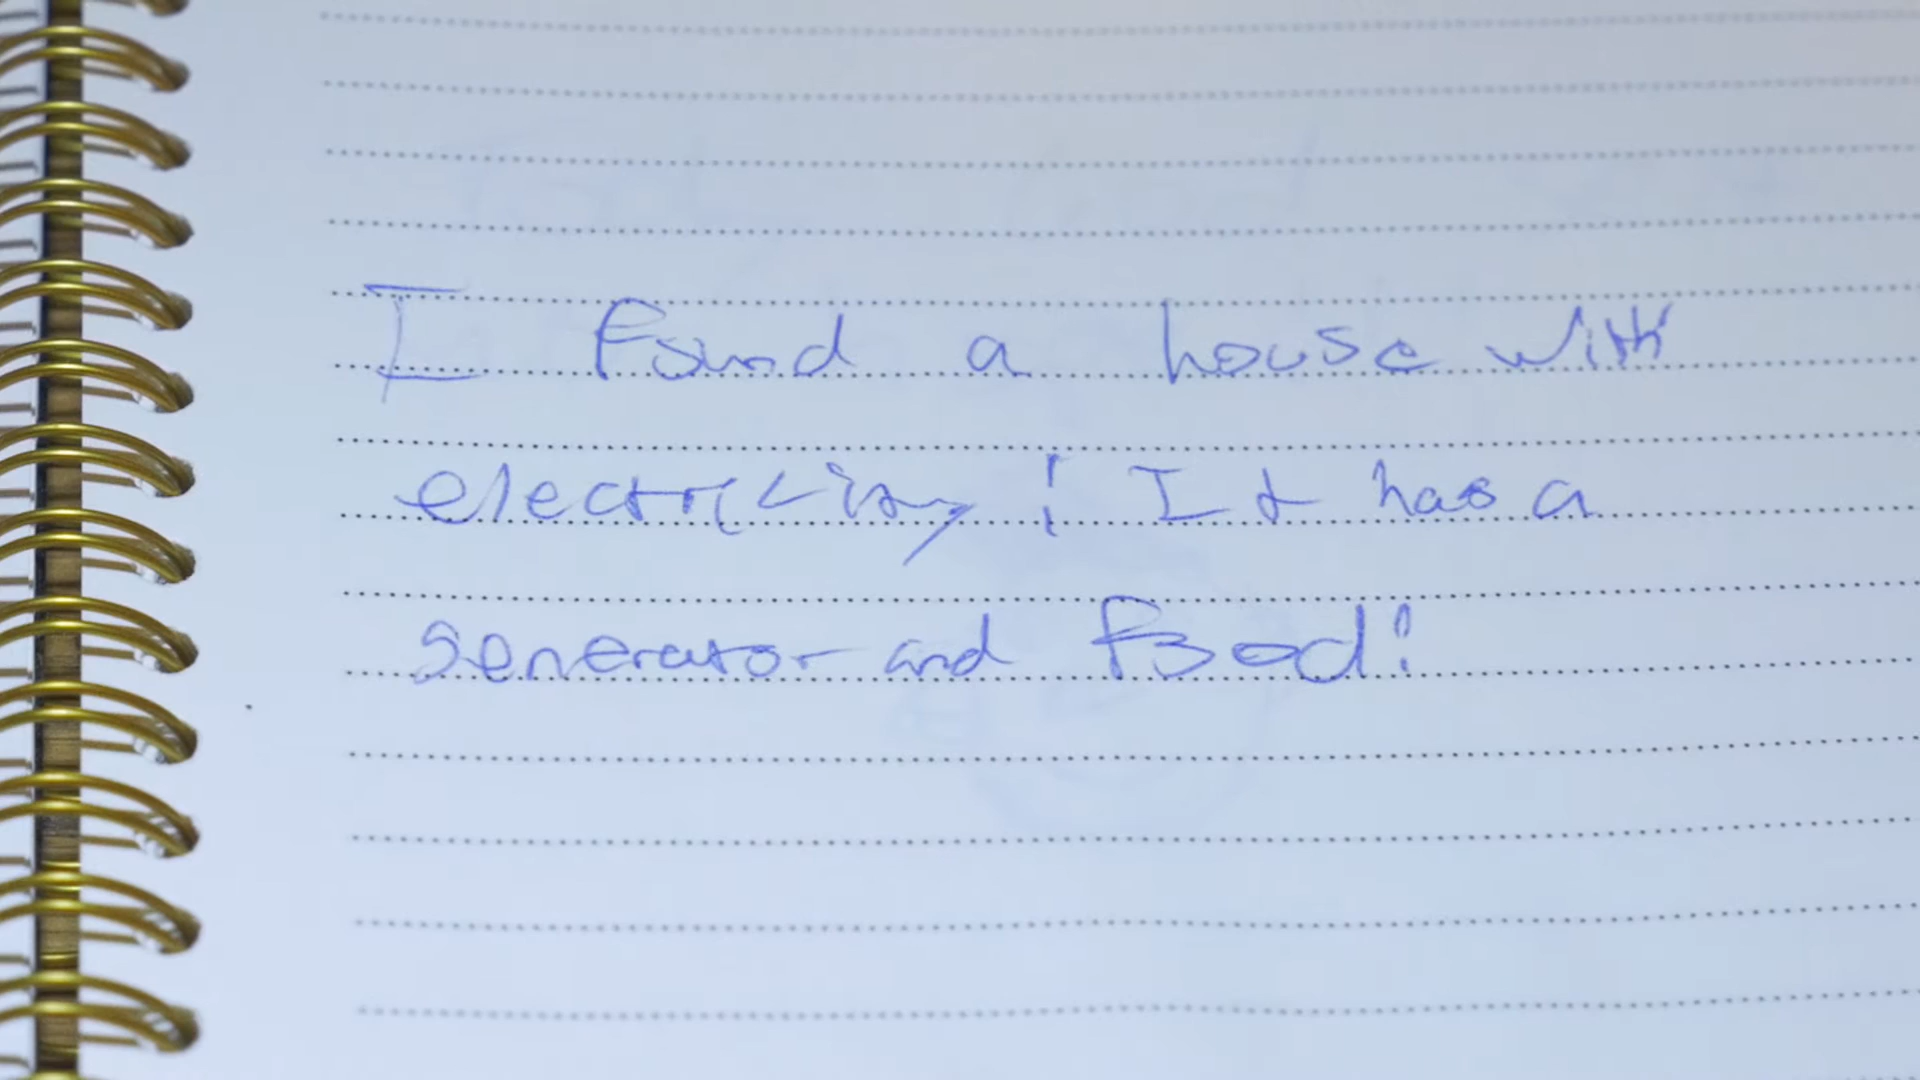 I found a house with
electricity! It has a
generator and food!